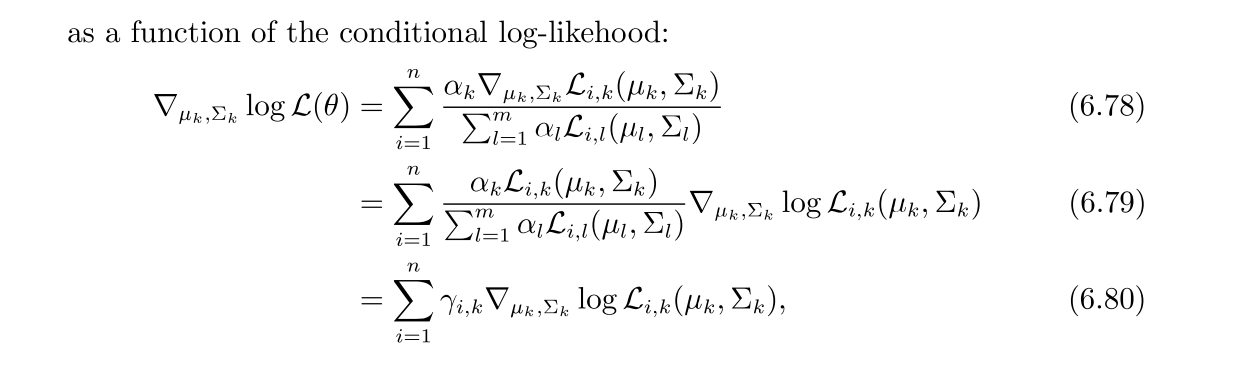 as a function of the conditional log-likehood:
∇_{μ_k,Σ_k} log ℒ(θ) = ∑_{i=1}^{n} \frac{α_k ∇_{μ_k,Σ_k} ℒ_{i,k}(μ_k, Σ_k)}{∑_{l=1}^{m} α_l ℒ_{i,l}(μ_l, Σ_l)} (6.78)
= ∑_{i=1}^{n} \frac{α_k ℒ_{i,k}(μ_k, Σ_k)}{∑_{l=1}^{m} α_l ℒ_{i,l}(μ_l, Σ_l)} ∇_{μ_k,Σ_k} log ℒ_{i,k}(μ_k, Σ_k) (6.79)
= ∑_{i=1}^{n} γ_{i,k} ∇_{μ_k,Σ_k} log ℒ_{i,k}(μ_k, Σ_k), (6.80)